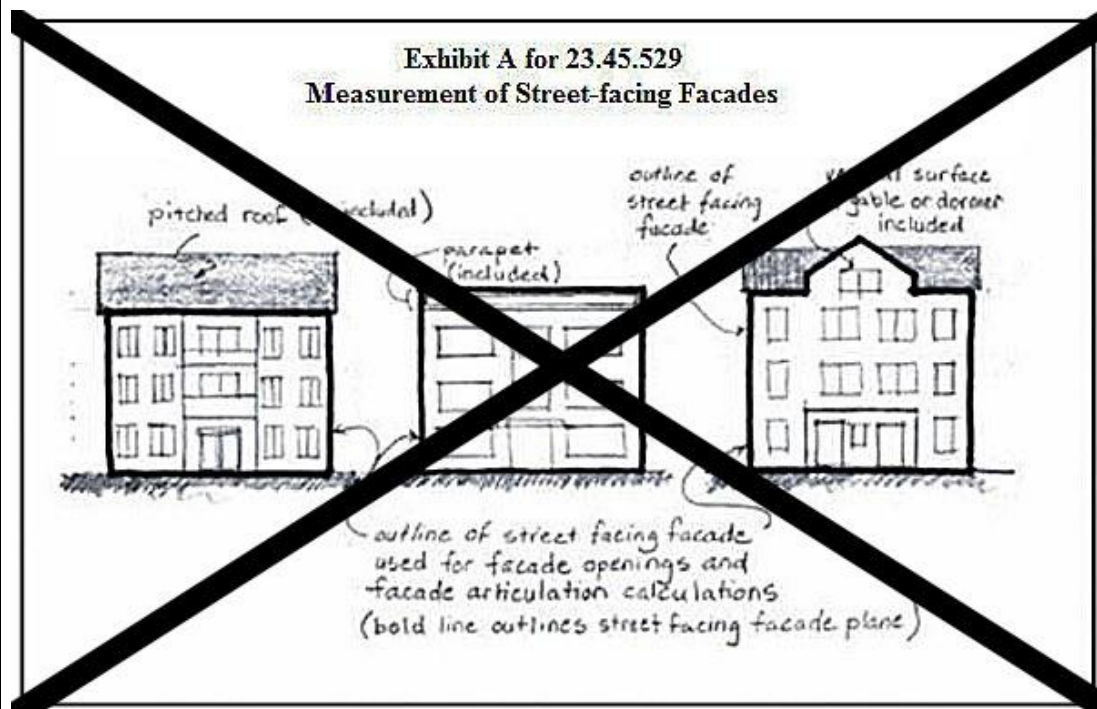 Exhibit A for 23.45.529
Measurement of Street-facing Facades
pitched roof included)
parapet
(included)
outline of
street facing
facade
surface
gable or dormer
included
outline of street facing facade
used for facade openings and
facade articulation calculations
(bold line outlines street facing facade plane)